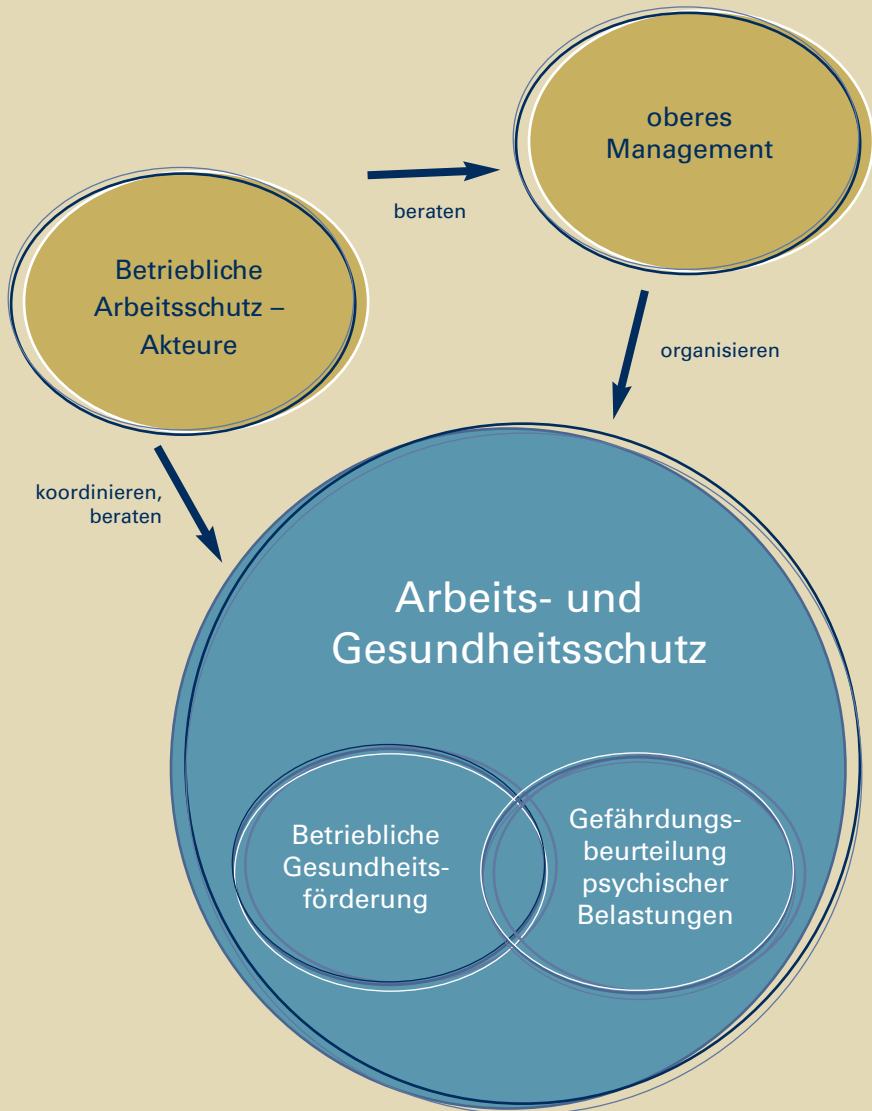 oberes
Management
beraten
Betriebliche
Arbeitsschutz –
Akteure
organisieren
koordinieren,
beraten
Arbeits- und
Gesundheitsschutz
Betriebliche
Gesundheits-
förderung
Gefährdungs-
beurteilung
psychischer
Belastungen